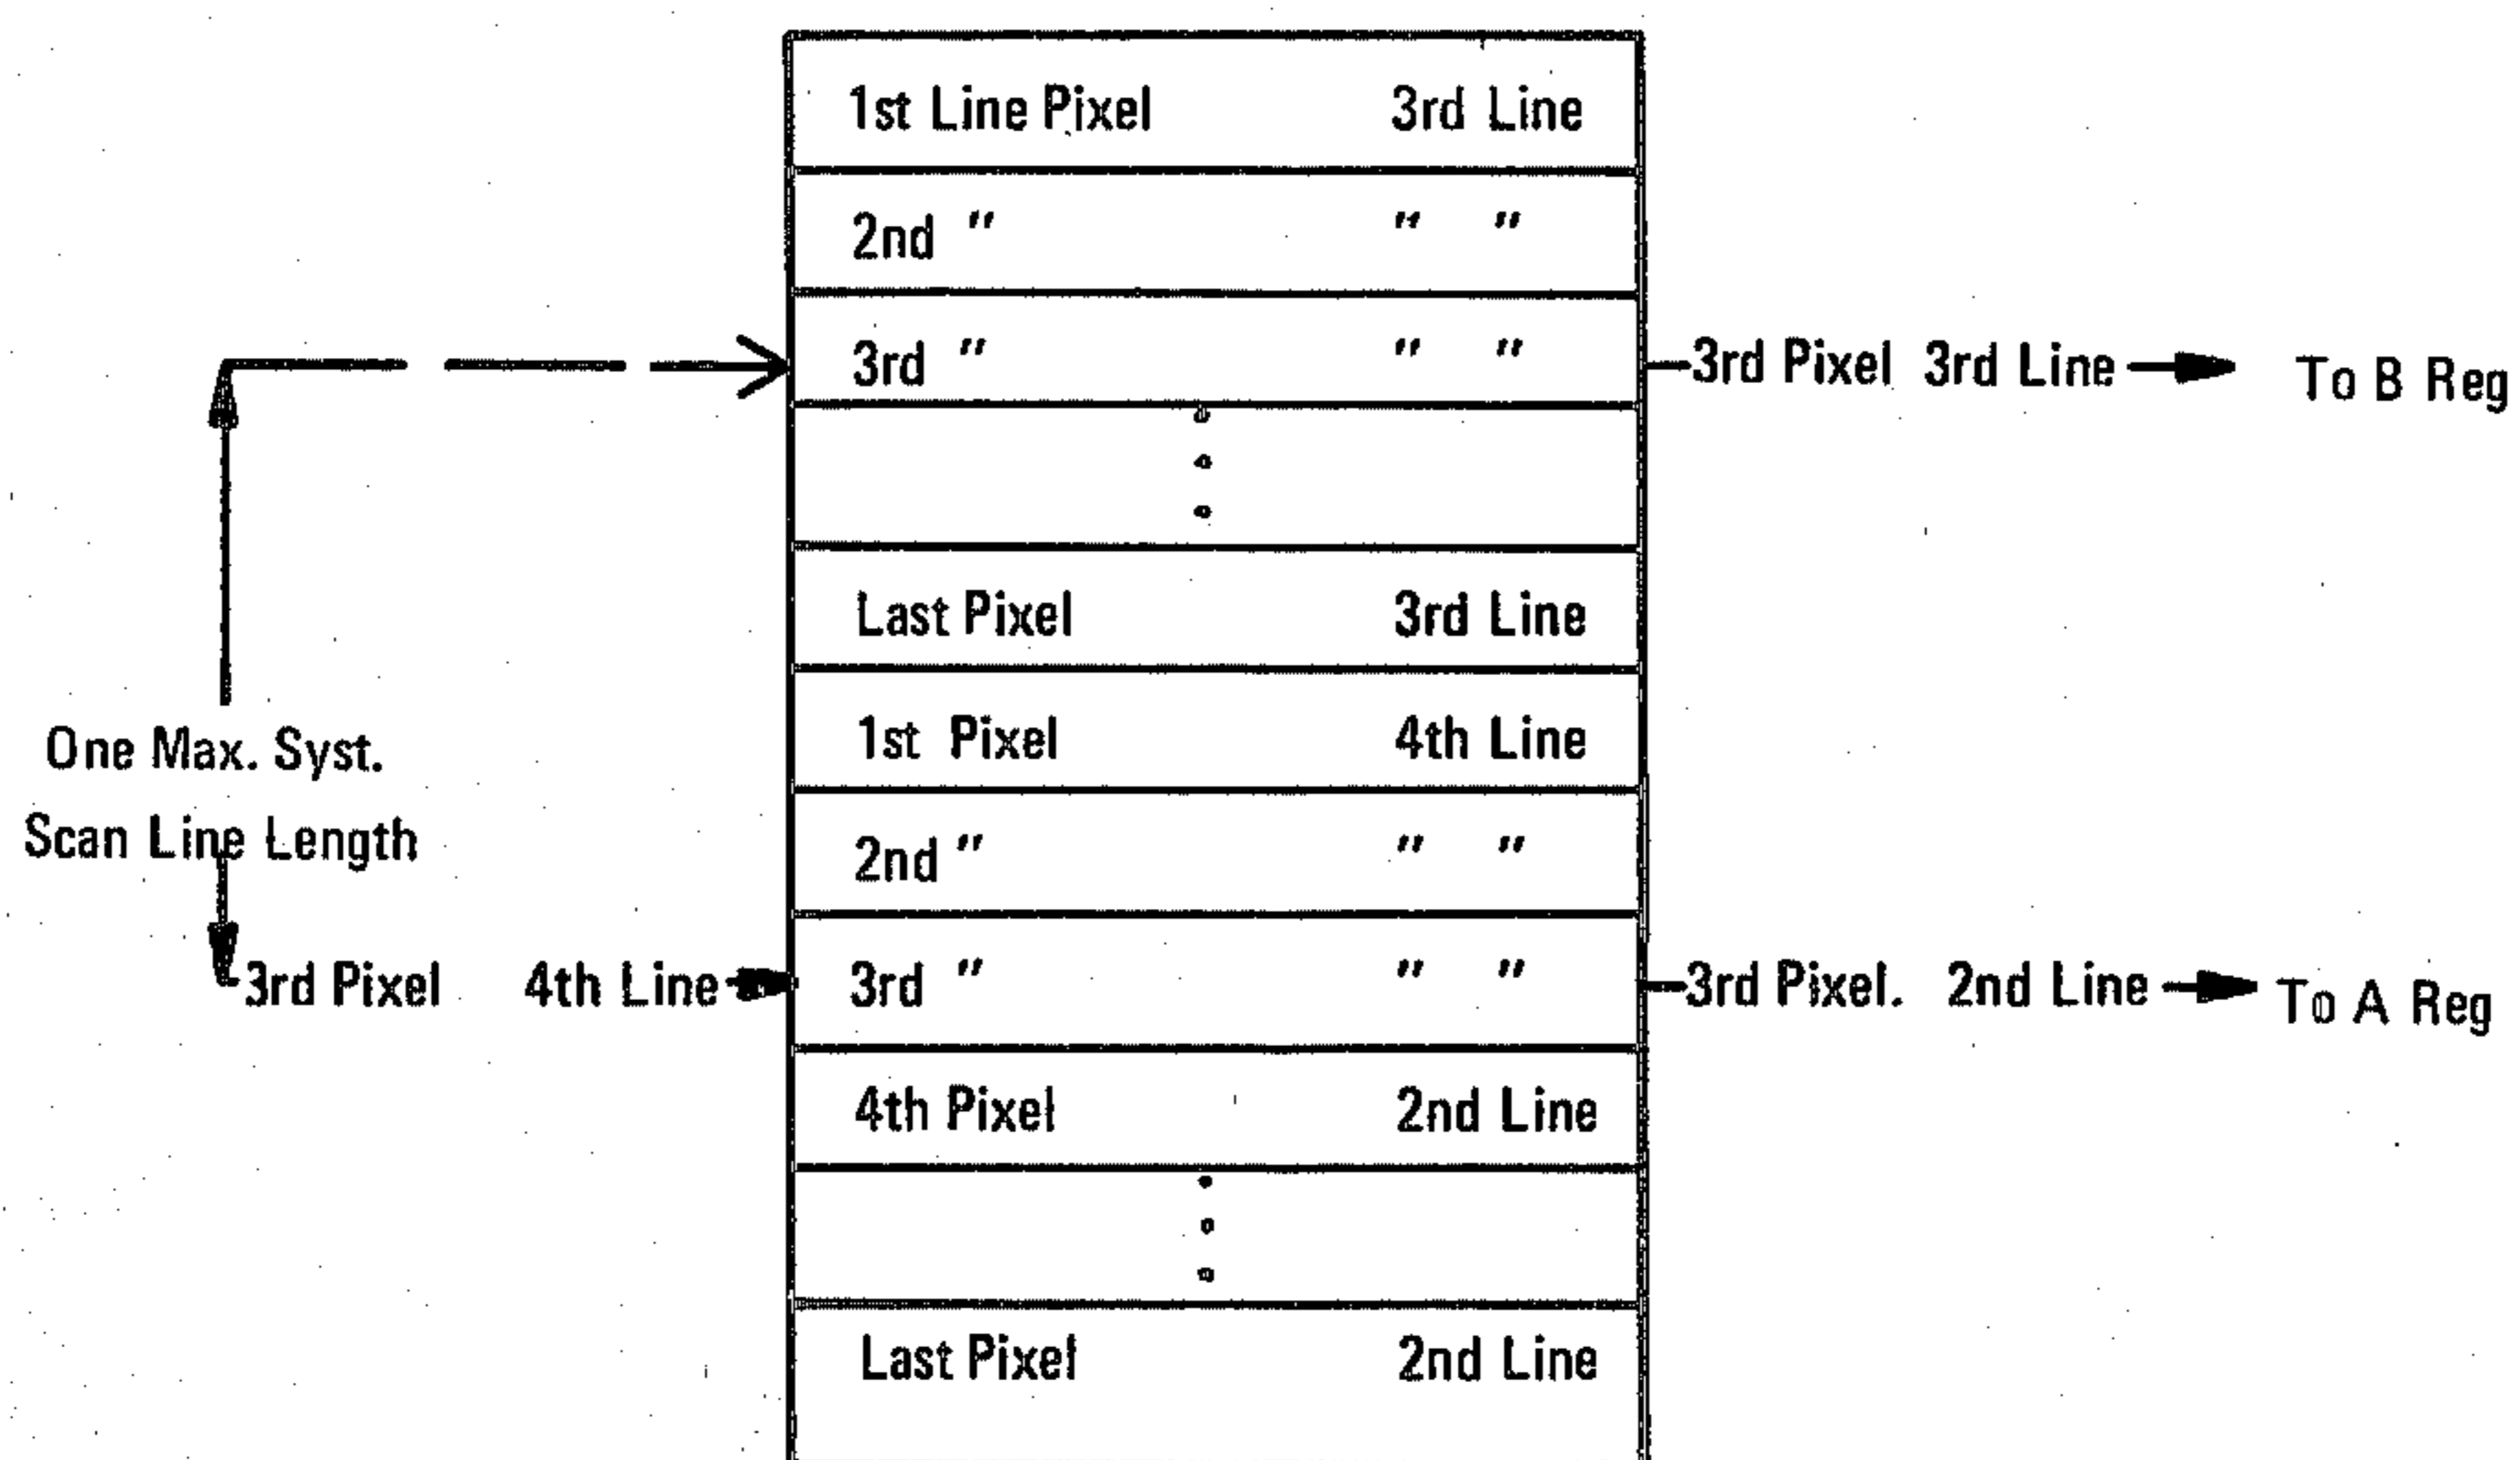 1st Line Pixel 3rd Line
2nd " " "
3rd " " "
3rd Pixel 3rd Line To B Reg
Last Pixel 3rd Line
1st Pixel 4th Line
One Max. Syst.
Scan Line Length
2nd " " "
3rd Pixel 4th Line
3rd " " "
3rd Pixel. 2nd Line To A Reg
4th Pixel 2nd Line
Last Pixel 2nd Line